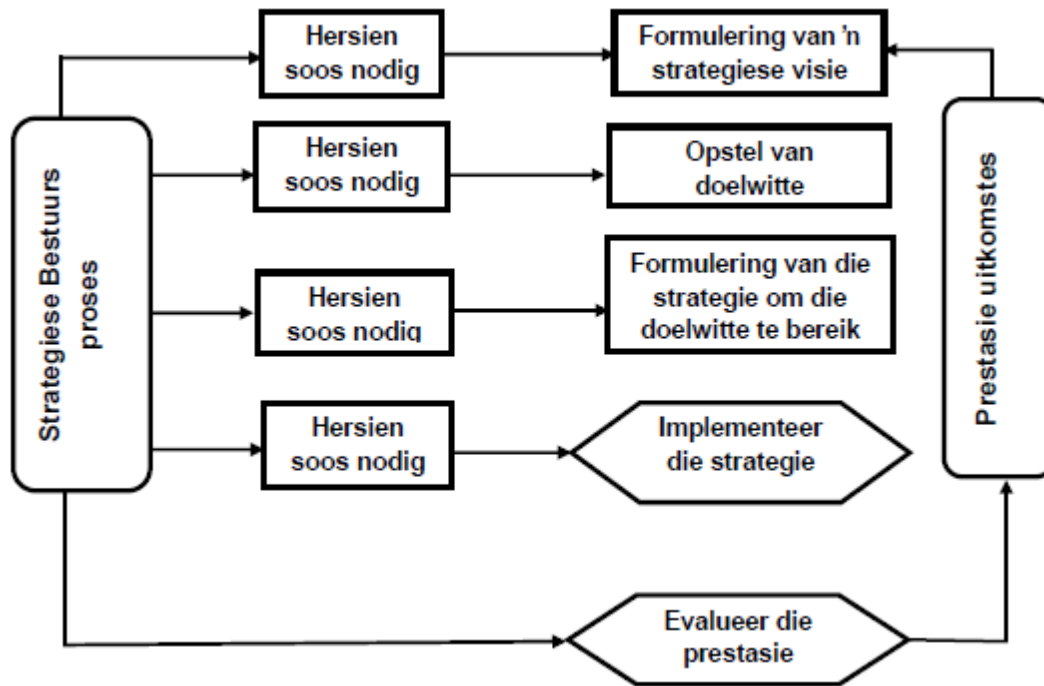 Strategiese Bestuurs
proses
Hersien
soos nodig
Formulering van 'n
strategiese visie
Hersien
soos nodig
Opstel van
doelwitte
Hersien
soos nodig
Formulering van die
strategie om die
doelwitte te bereik
Hersien
soos nodig
Implementeer
die strategie
Evalueer die
prestasie
Prestasie uitkomstes